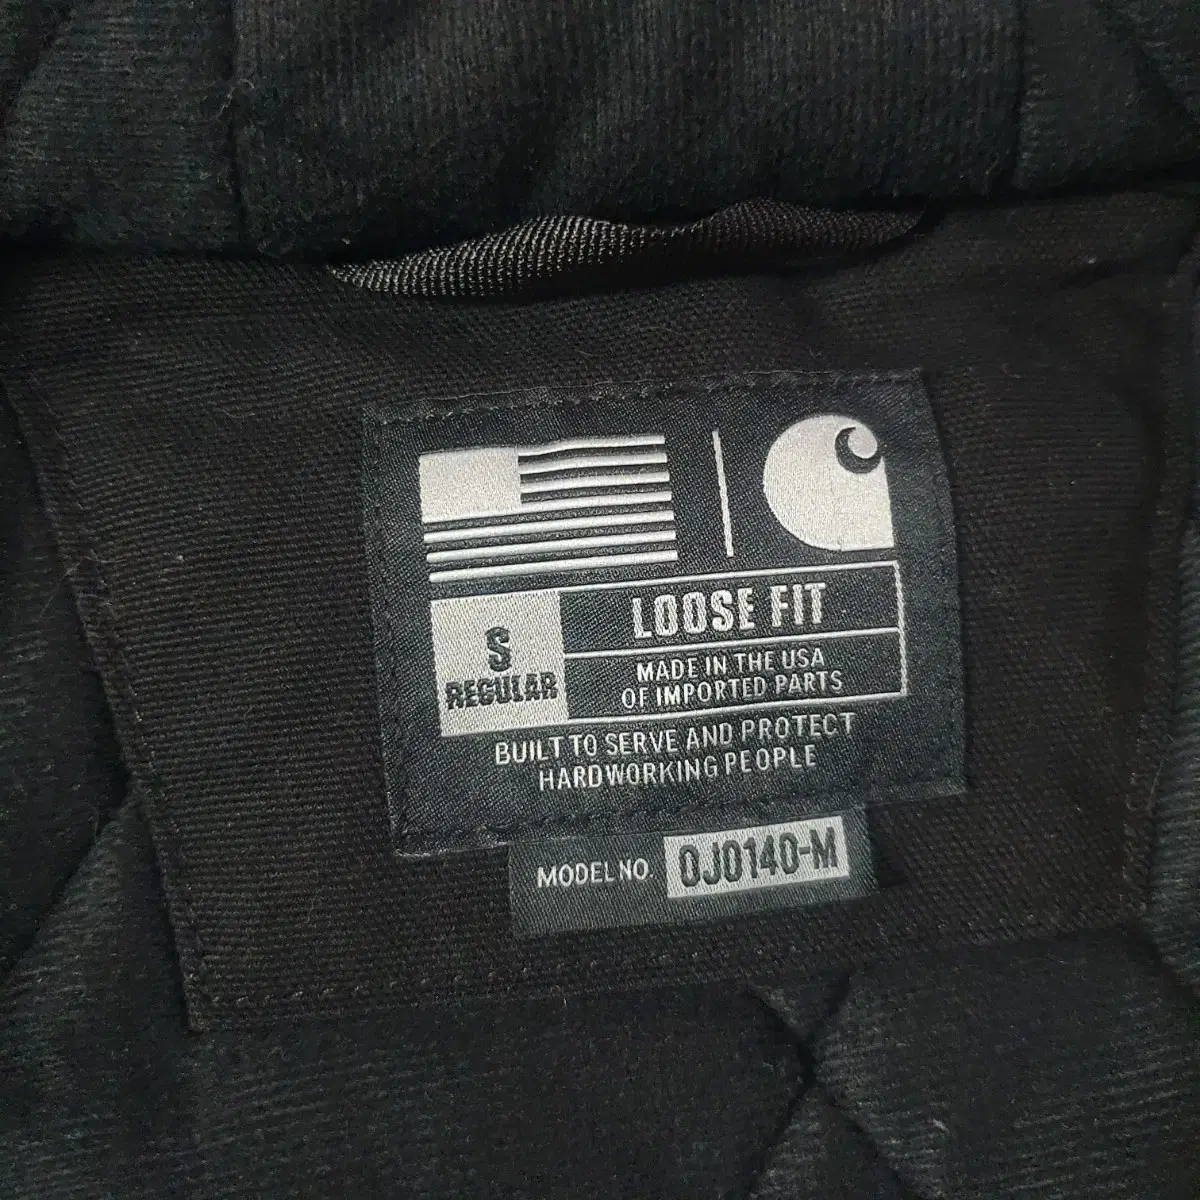 LOOSE FIT
S
REGULAR
MADE IN THE USA
OF IMPORTED PARTS
BUILT TO SERVE AND PROTECT
HARDWORKING PEOPLE
MODEL NO. OJ0140-M